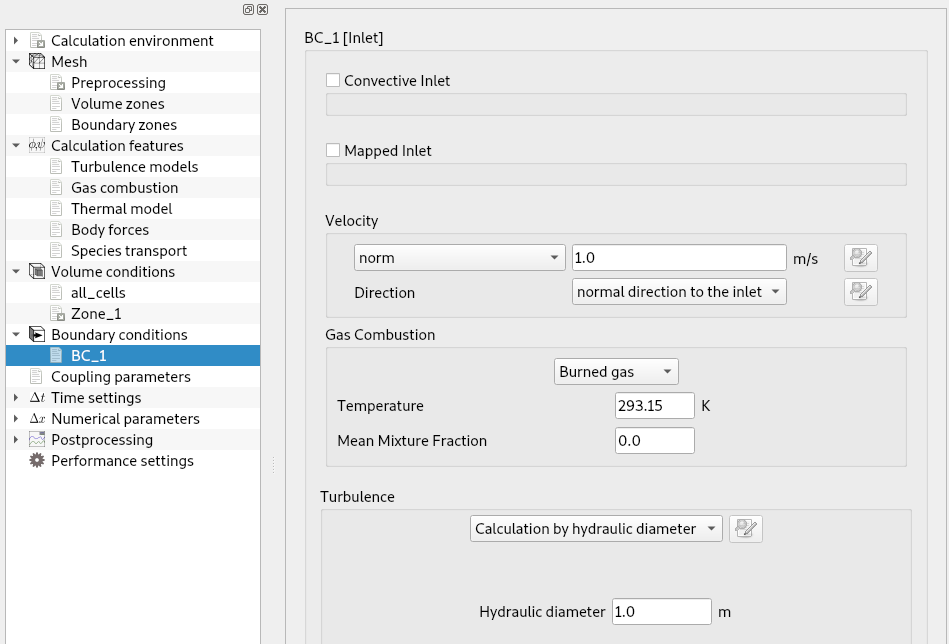 Calculation environment
Mesh
Preprocessing
Volume zones
Boundary zones
Calculation features
Turbulence models
Gas combustion
Thermal model
Body forces
Species transport
Volume conditions
all_cells
Zone_1
Boundary conditions
BC_1
Coupling parameters
Δt Time settings
Δx Numerical parameters
Postprocessing
Performance settings
BC_1 [Inlet]
Convective Inlet
Mapped Inlet
Velocity
norm 1.0 m/s
Direction normal direction to the inlet
Gas Combustion
Burned gas
Temperature 293.15 K
Mean Mixture Fraction 0.0
Turbulence
Calculation by hydraulic diameter
Hydraulic diameter 1.0 m